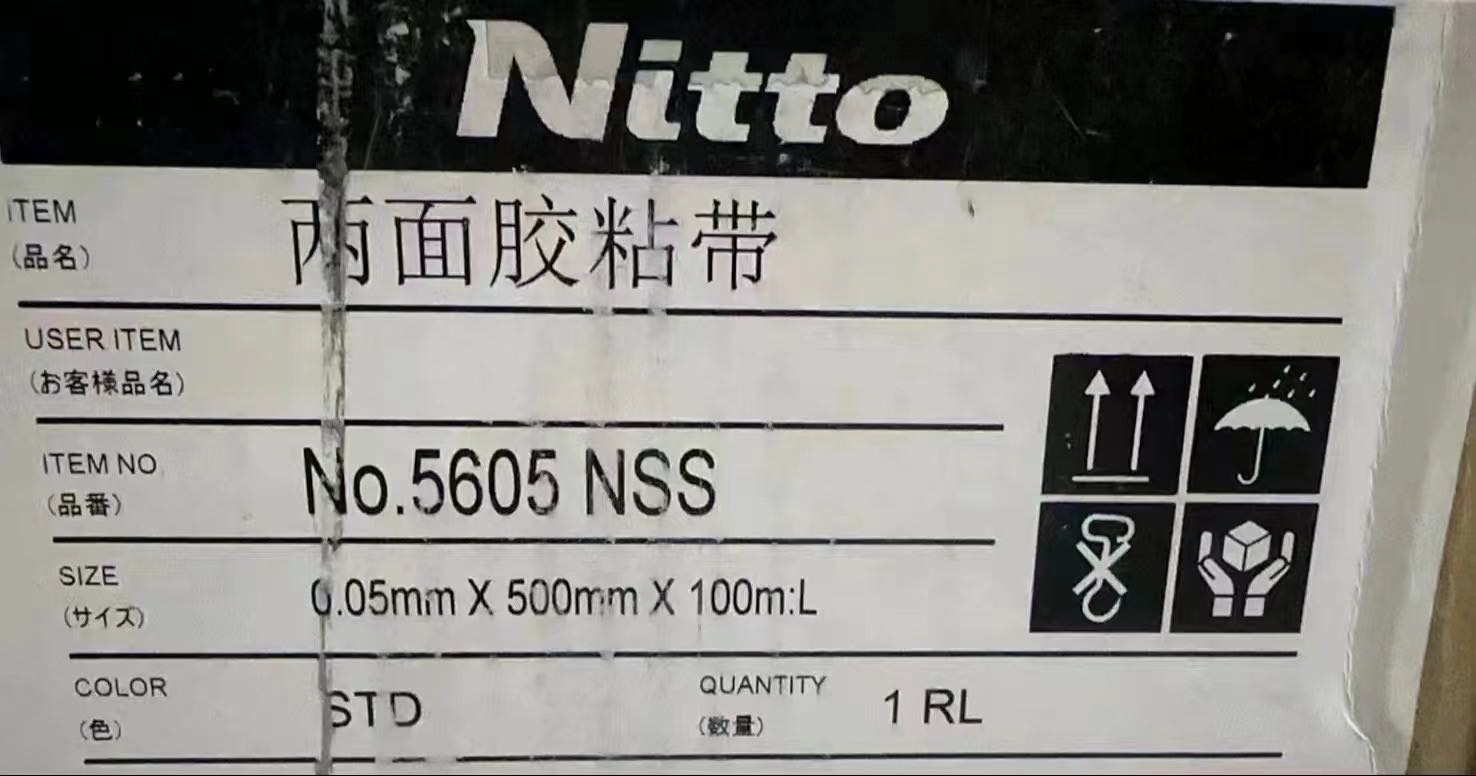 Nitto
ITEM 两面胶粘带
(品名)
USER ITEM
(お客様品名)
ITEM NO No.5605 NSS
(品番)
SIZE 0.05mm X 500mm X 100m:L
(サイズ)
COLOR STD QUANTITY 1 RL
(色) (数量)